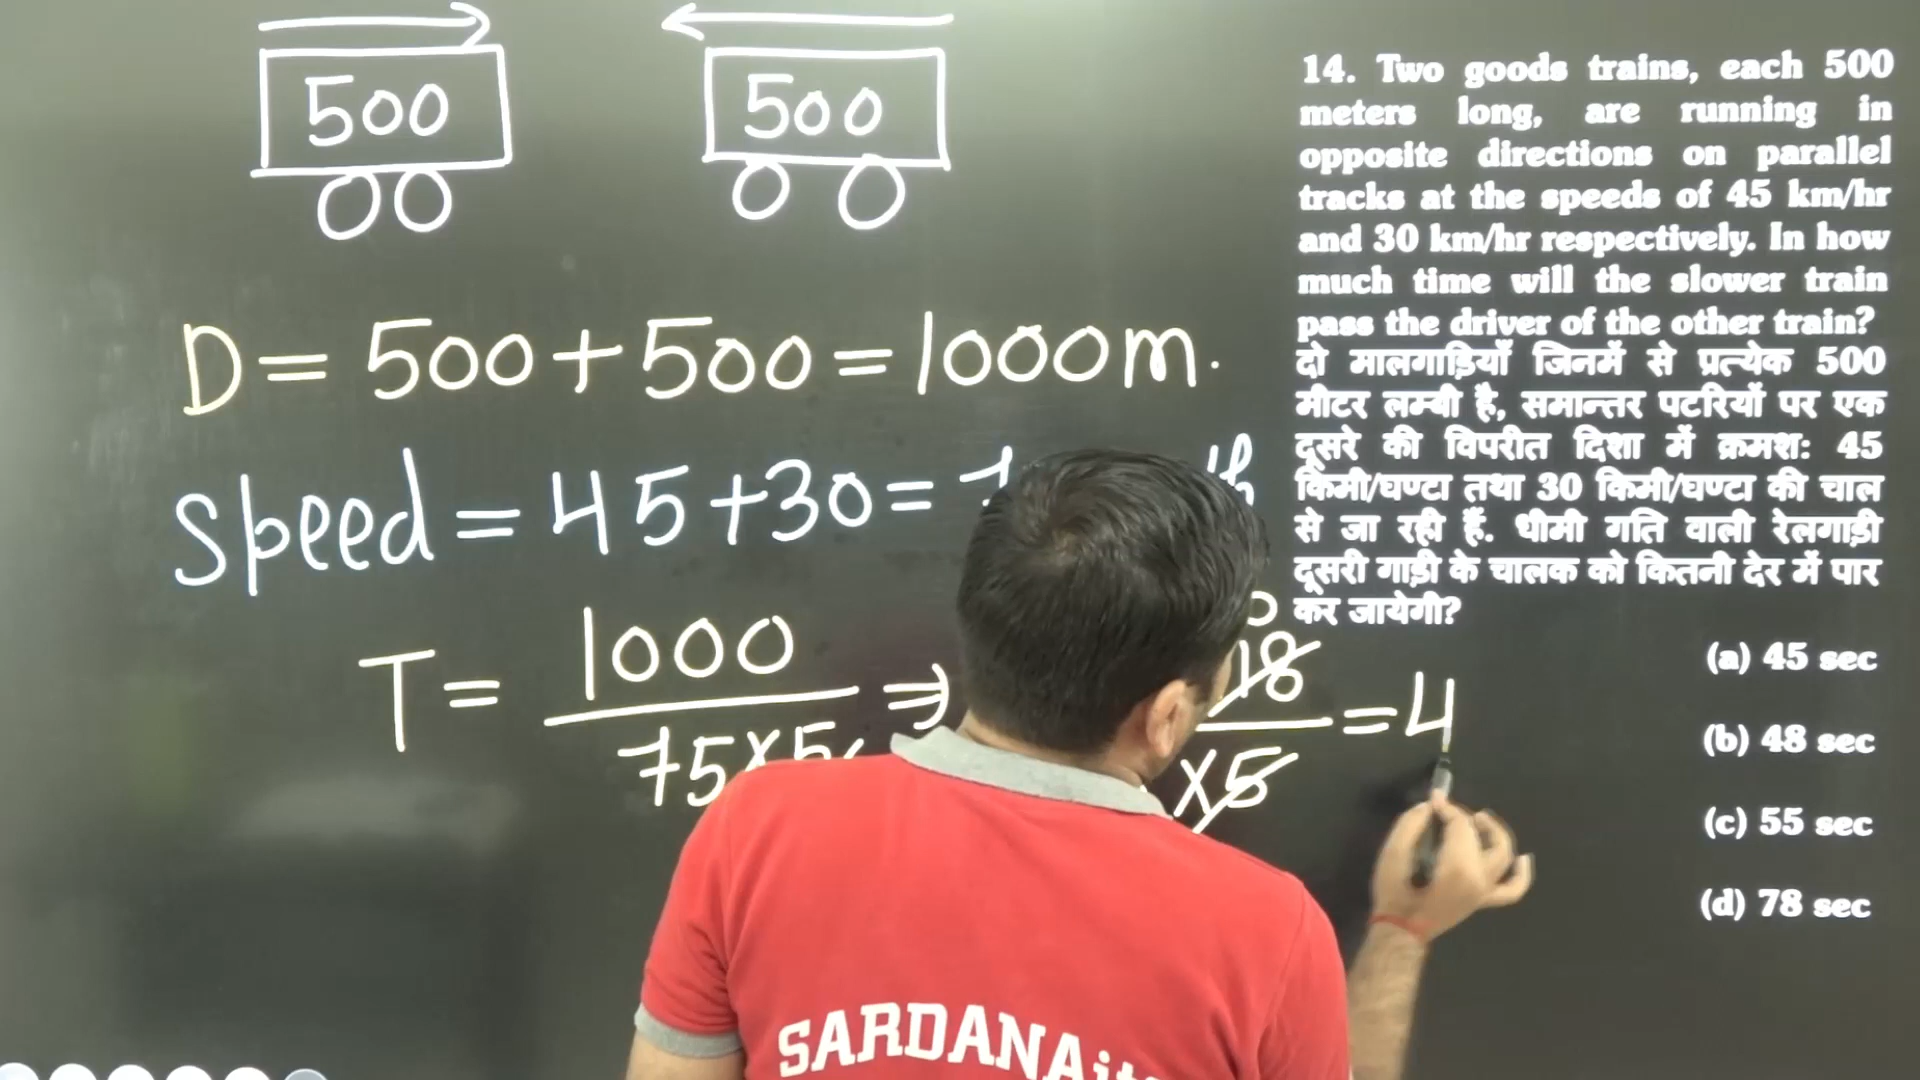 500
500
D = 500 + 500 = 1000 m.
Speed = 45 + 30 =
T = 1000
75 × 5
⇒
18
× 5
= 4
14. Two goods trains, each 500
meters long, are running in
opposite directions on parallel
tracks at the speeds of 45 km/hr
and 30 km/hr respectively. In how
much time will the slower train
pass the driver of the other train?
दो मालगाड़ियाँ जिनमें से प्रत्येक 500
मीटर लम्बी है, समान्तर पटरियों पर एक
दूसरे की विपरीत दिशा में क्रमश: 45
किमी/घण्टा तथा 30 किमी/घण्टा की चाल
से जा रही हैं. धीमी गति वाली रेलगाड़ी
दूसरी गाड़ी के चालक को कितनी देर में पार
कर जायेगी?
(a) 45 sec
(b) 48 sec
(c) 55 sec
(d) 78 sec